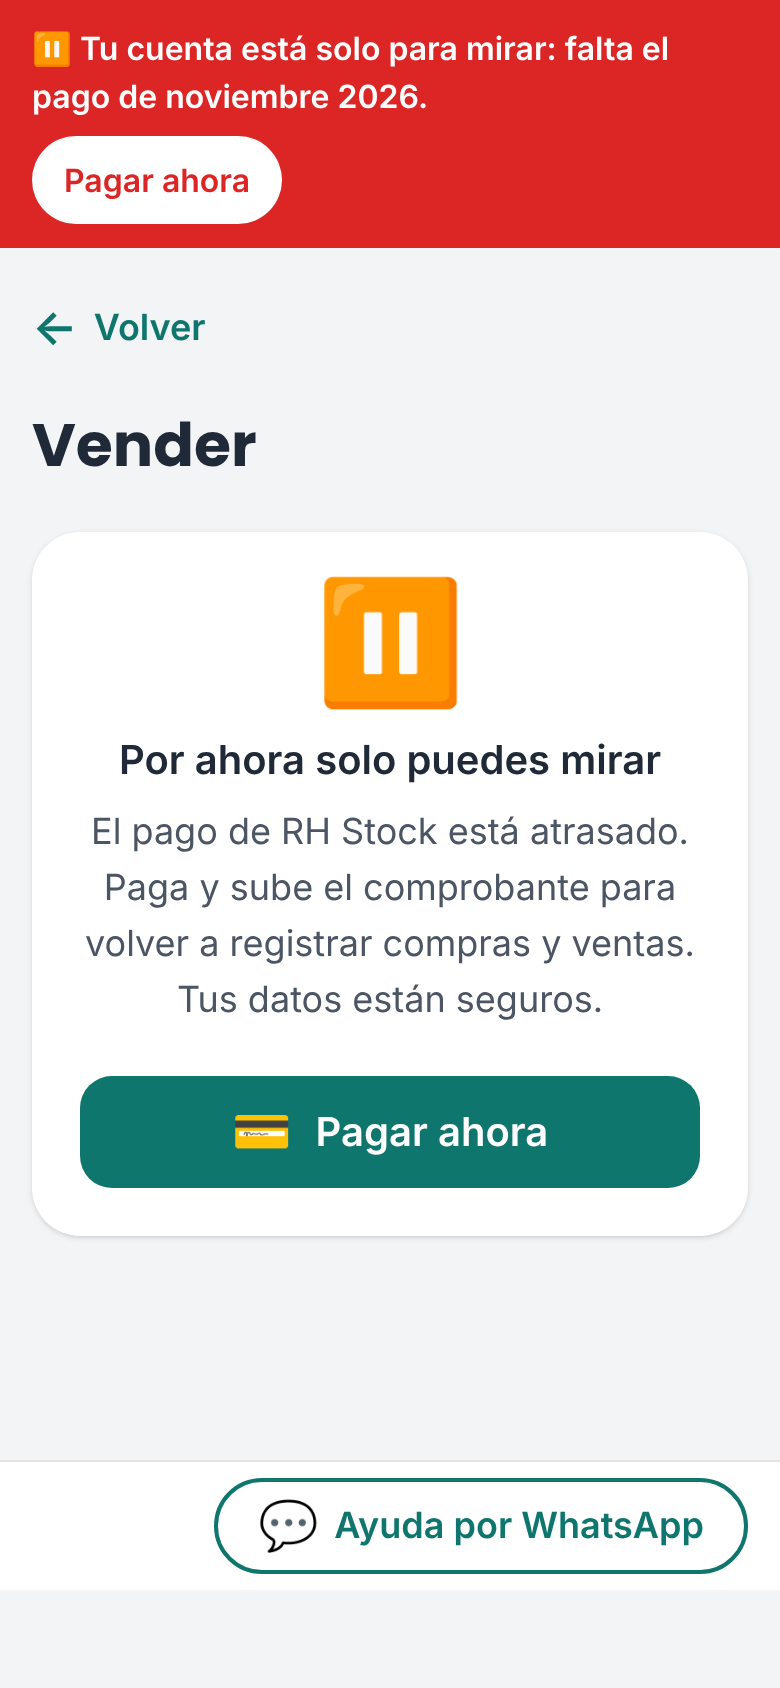 ⏸️ Tu cuenta está solo para mirar: falta el
pago de noviembre 2026.
Pagar ahora
← Volver
Vender
Por ahora solo puedes mirar
El pago de RH Stock está atrasado.
Paga y sube el comprobante para
volver a registrar compras y ventas.
Tus datos están seguros.
💳 Pagar ahora
💬 Ayuda por WhatsApp